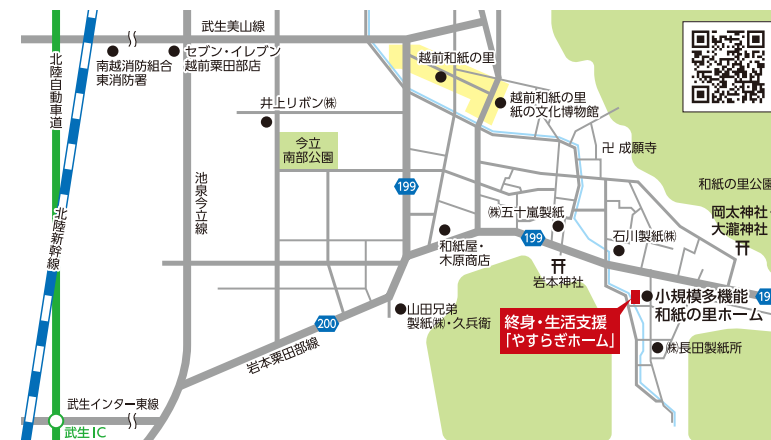 武生美山線
南越消防組合
東消防署
セブン・イレブン
越前粟田部店
越前和紙の里
越前和紙の里
紙の文化博物館
井上リボン㈱
今立
南部公園
卍 成願寺
北陸自動車道
北陸新幹線
池泉今立線
199
和紙の里公園
岡太神社
大瀧神社
㈱五十嵐製紙
199
石川製紙㈱
和紙屋・
木原商店
岩本神社
小規模多機能
和紙の里ホーム
19
山田兄弟
製紙㈱・久兵衛
200
岩本粟田部線
終身・生活支援
「やすらぎホーム」
㈱長田製紙所
武生インター東線
武生IC